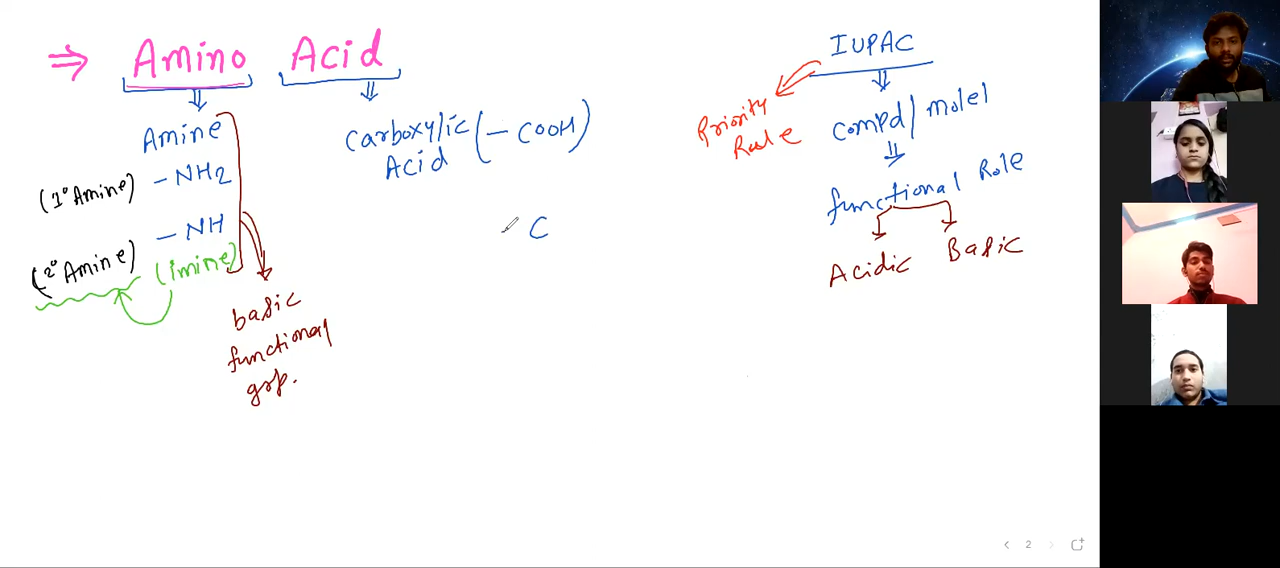 ⇒ Amino Acid
Amine
- NH2
(1° Amine)
- NH
(2° Amine)
(imine)
basic
functional
grp.
Carboxylic
Acid
(- COOH)
C
IUPAC
Priority
Rule
Compd/molel
functional Role
Acidic
Basic
2